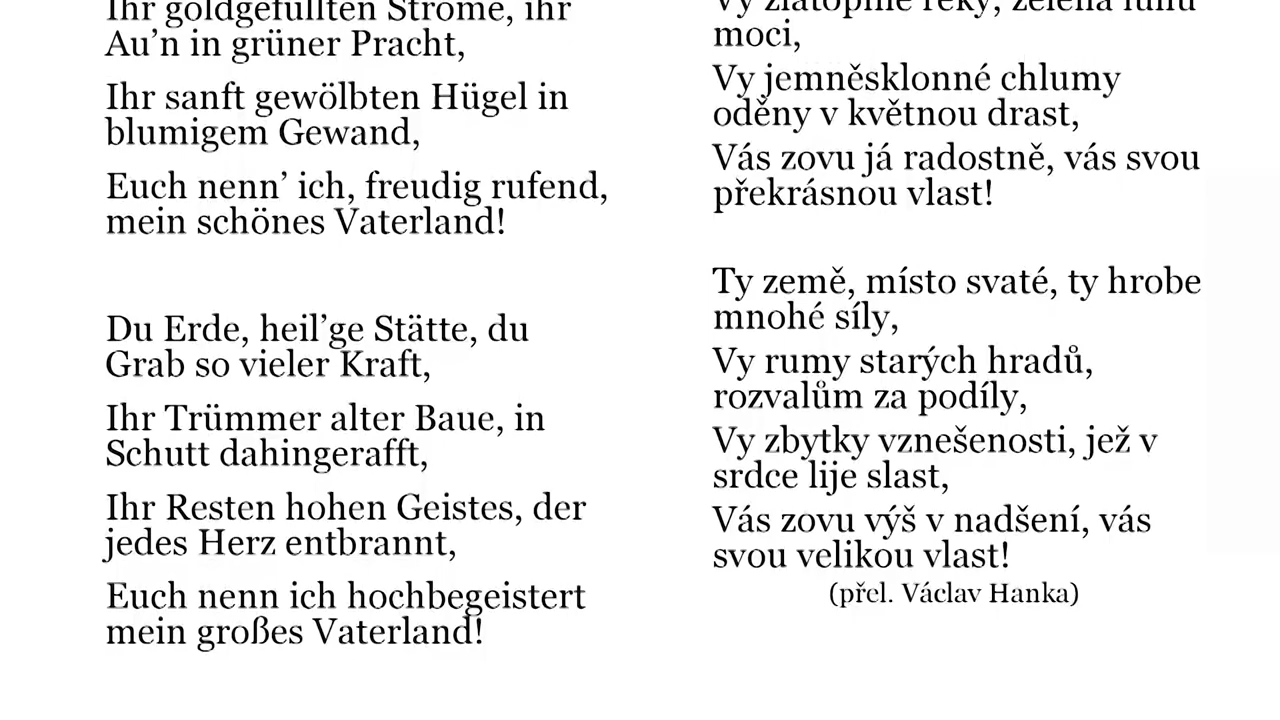 Ihr goldgefüllten Ströme, ihr
Au’n in grüner Pracht,
Ihr sanft gewölbten Hügel in
blumigem Gewand,
Euch nenn’ ich, freudig rufend,
mein schönes Vaterland!
Du Erde, heil’ge Stätte, du
Grab so vieler Kraft,
Ihr Trümmer alter Baue, in
Schutt dahingerafft,
Ihr Resten hohen Geistes, der
jedes Herz entbrannt,
Euch nenn ich hochbegeistert
mein großes Vaterland!
Vy zlatoplné řeky, zelená luhů
moci,
Vy jemněsklonné chlumy
oděny v květnou drast,
Vás zovu já radostně, vás svou
překrásnou vlast!
Ty země, místo svaté, ty hrobe
mnohé síly,
Vy rumy starých hradů,
rozvalům za podíly,
Vy zbytky vznešenosti, jež v
srdce lije slast,
Vás zovu výš v nadšení, vás
svou velikou vlast!
(přel. Václav Hanka)